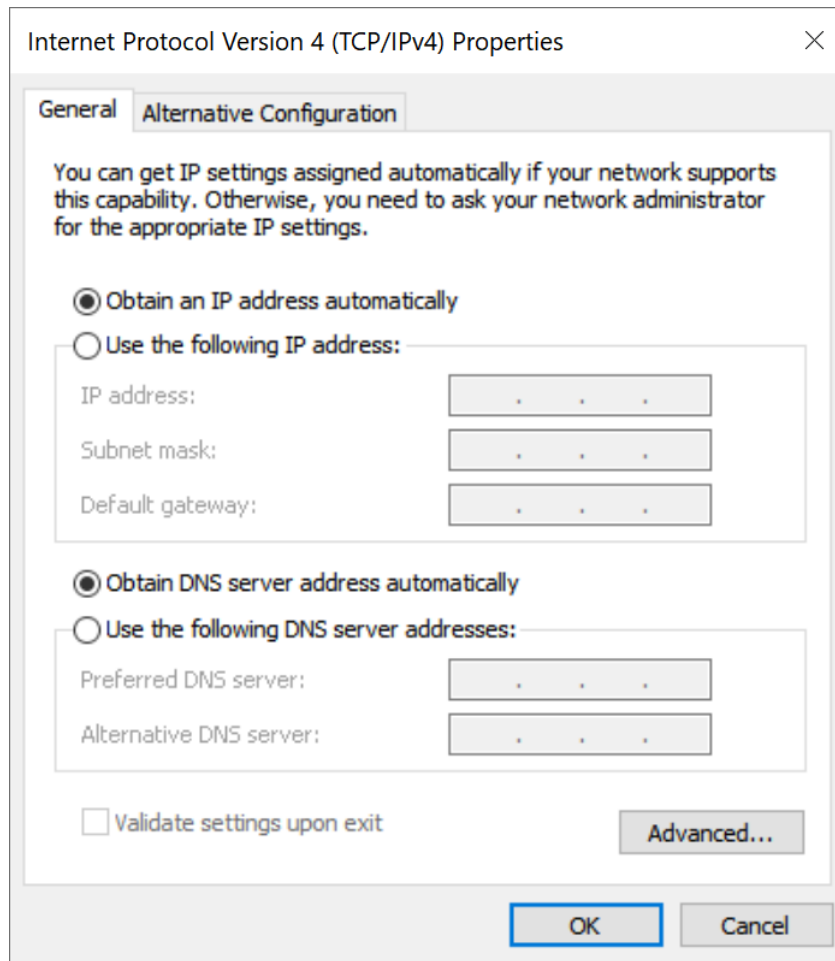 Internet Protocol Version 4 (TCP/IPv4) Properties
General
Alternative Configuration
You can get IP settings assigned automatically if your network supports
this capability. Otherwise, you need to ask your network administrator
for the appropriate IP settings.
Obtain an IP address automatically
Use the following IP address:
IP address:
Subnet mask:
Default gateway:
Obtain DNS server address automatically
Use the following DNS server addresses:
Preferred DNS server:
Alternative DNS server:
Validate settings upon exit
Advanced...
OK
Cancel